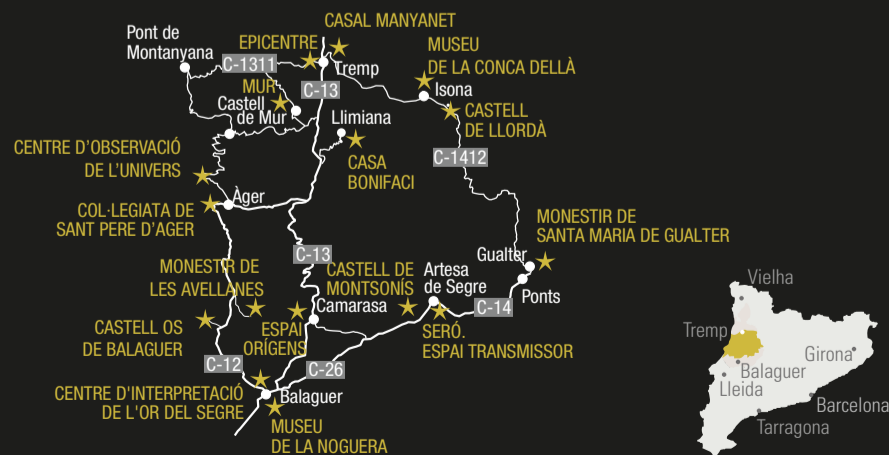 CASAL MANYANET
Pont de
Montanyana
EPICENTRE
MUSEU
DE LA CONCA DELLÀ
C-1311
Tremp
MUR
C-13
Isona
Castell
de Mur
Llimiana
CASTELL
DE LLORDÀ
CENTRE D'OBSERVACIÓ
DE L'UNIVERS
CASA
BONIFACI
C-1412
Àger
COL·LEGIATA DE
SANT PERE D'AGER
MONESTIR DE
SANTA MARIA DE GUALTER
Gualter
C-13
MONESTIR DE
LES AVELLANES
CASTELL DE
MONTSONÍS
Artesa
de Segre
Ponts
C-14
Camarasa
CASTELL OS
DE BALAGUER
ESPAI
ORÍGENS
SERÓ.
ESPAI TRANSMISSOR
C-12
C-26
CENTRE D'INTERPRETACIÓ
DE L'OR DEL SEGRE
Balaguer
MUSEU
DE LA NOGUERA
Vielha
Tremp
Girona
Balaguer
Lleida
Barcelona
Tarragona